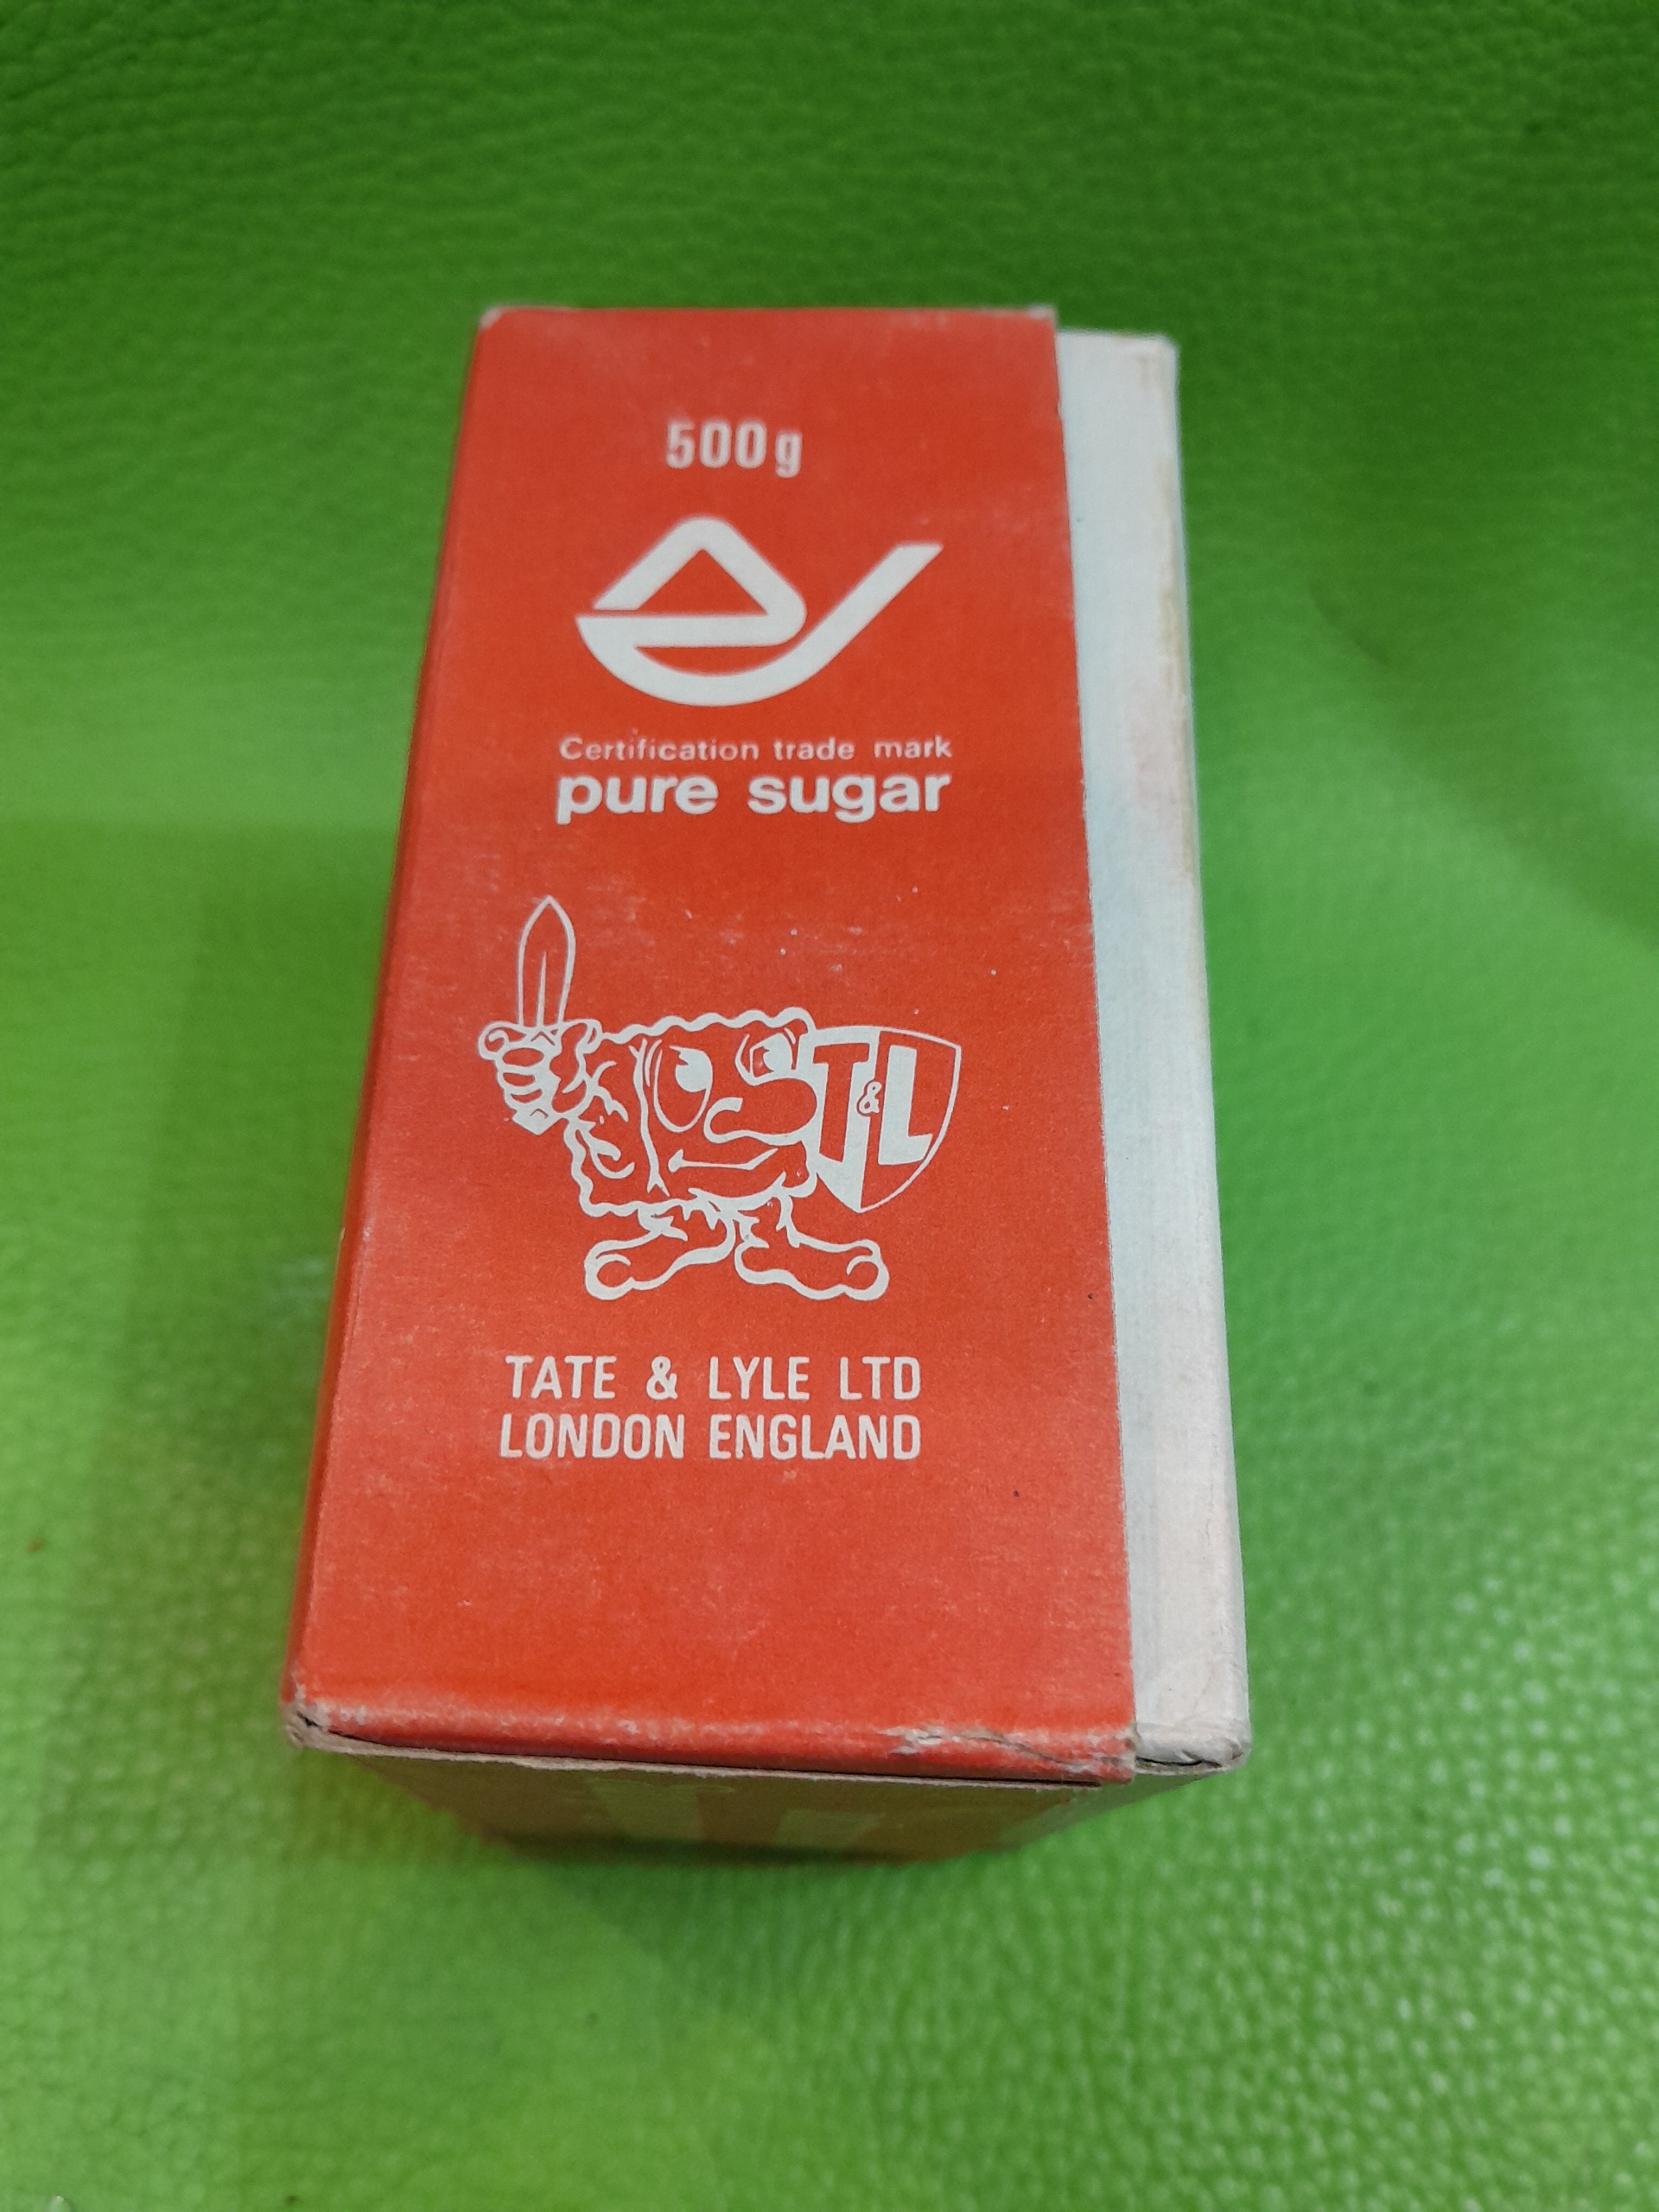 500g
Certification trade mark
pure sugar
T&L
TATE & LYLE LTD
LONDON ENGLAND